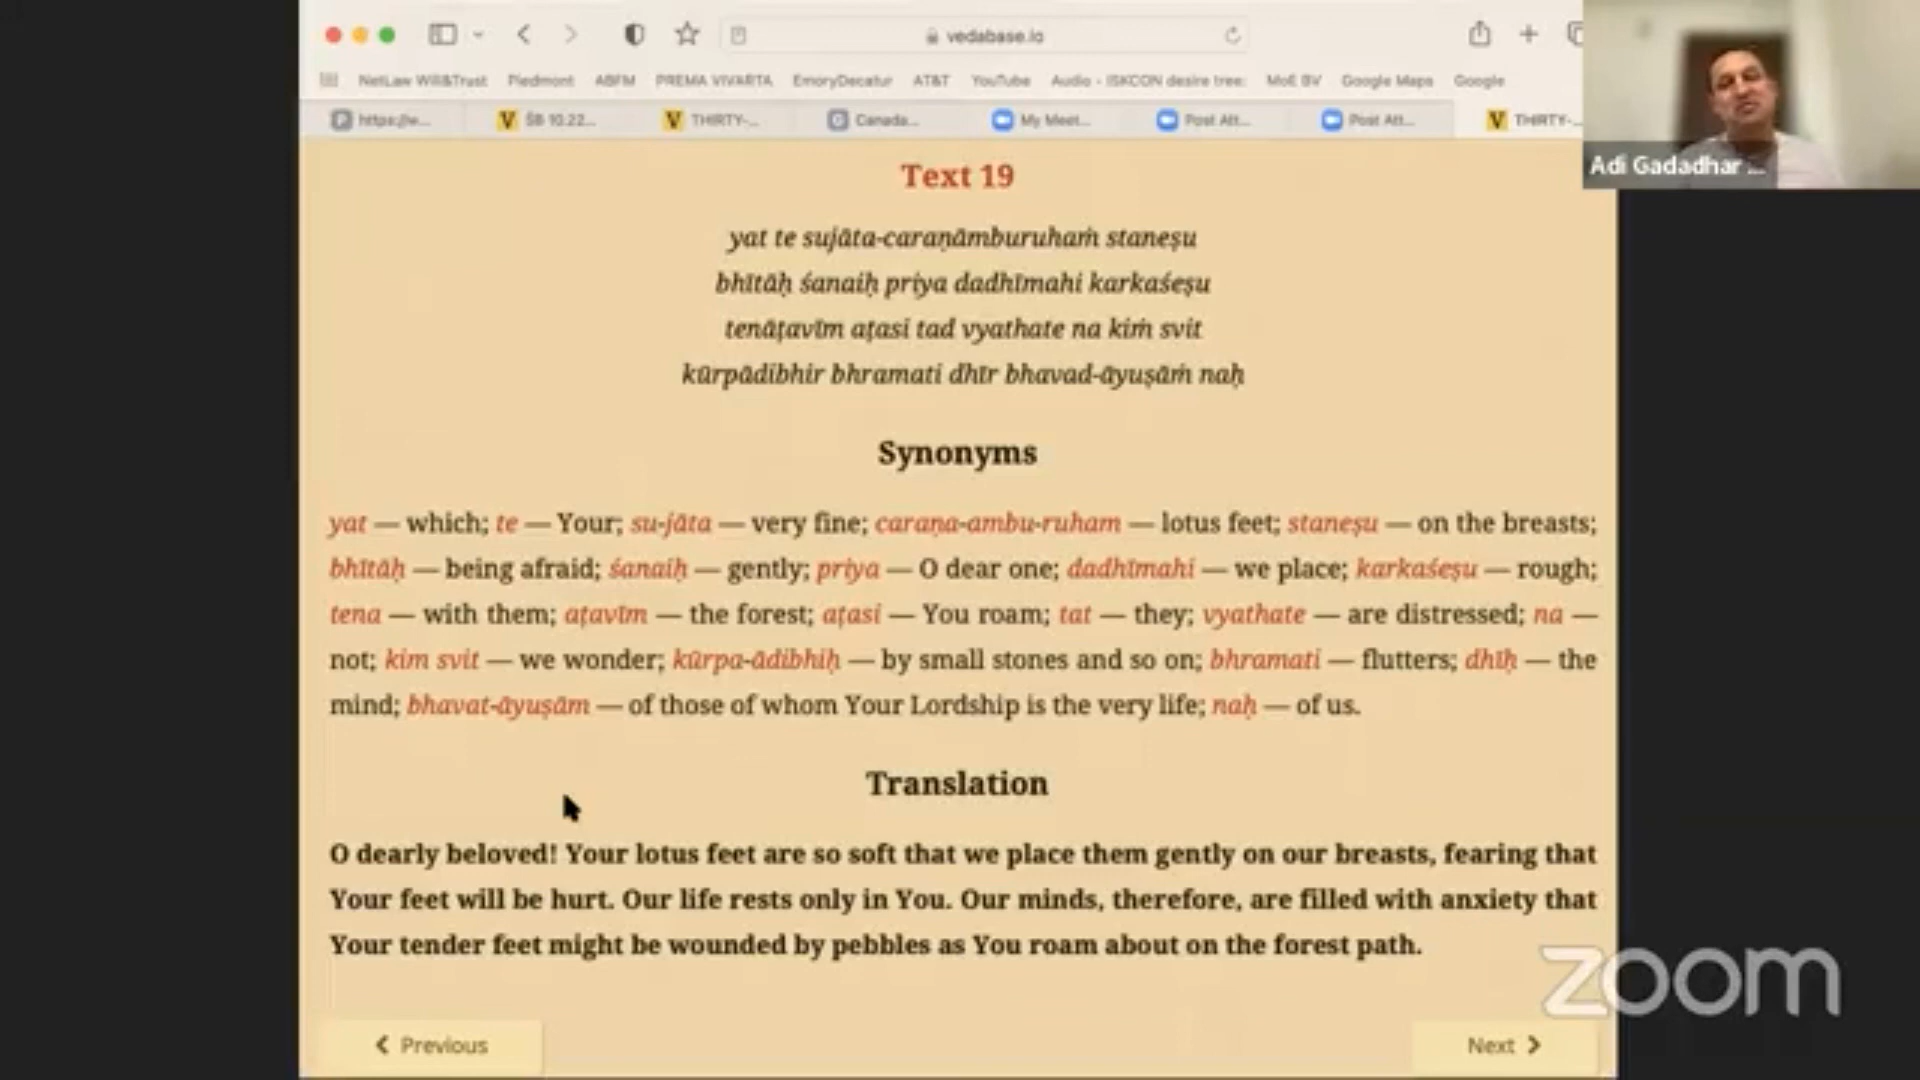 vedabase.io
NetLaw Will&Trust Piedmont ABFM PREMA VIVARTA EmoryDecatur AT&T YouTube Audio - ISKCON desire tree: MoE BV Google Maps Google
https://w... SB 10.22... THIRTY-... Canada... My Meet... Post Att... Post Att... THIRTY-...
Adi Gadadhar ...
Text 19
yat te sujāta-caraṇāmburuhaṁ staneṣu
bhītāḥ śanaiḥ priya dadhīmahi karkaśeṣu
tenāṭavīm aṭasi tad vyathate na kiṁ svit
kūrpādibhir bhramati dhīr bhavad-āyuṣāṁ naḥ
Synonyms
yat — which; te — Your; su-jāta — very fine; caraṇa-ambu-ruham — lotus feet; staneṣu — on the breasts;
bhītāḥ — being afraid; śanaiḥ — gently; priya — O dear one; dadhīmahi — we place; karkaśeṣu — rough;
tena — with them; aṭavīm — the forest; aṭasi — You roam; tat — they; vyathate — are distressed; na —
not; kim svit — we wonder; kūrpa-ādibhiḥ — by small stones and so on; bhramati — flutters; dhīḥ — the
mind; bhavat-āyuṣām — of those of whom Your Lordship is the very life; naḥ — of us.
Translation
O dearly beloved! Your lotus feet are so soft that we place them gently on our breasts, fearing that
Your feet will be hurt. Our life rests only in You. Our minds, therefore, are filled with anxiety that
Your tender feet might be wounded by pebbles as You roam about on the forest path.
zoom
Previous Next